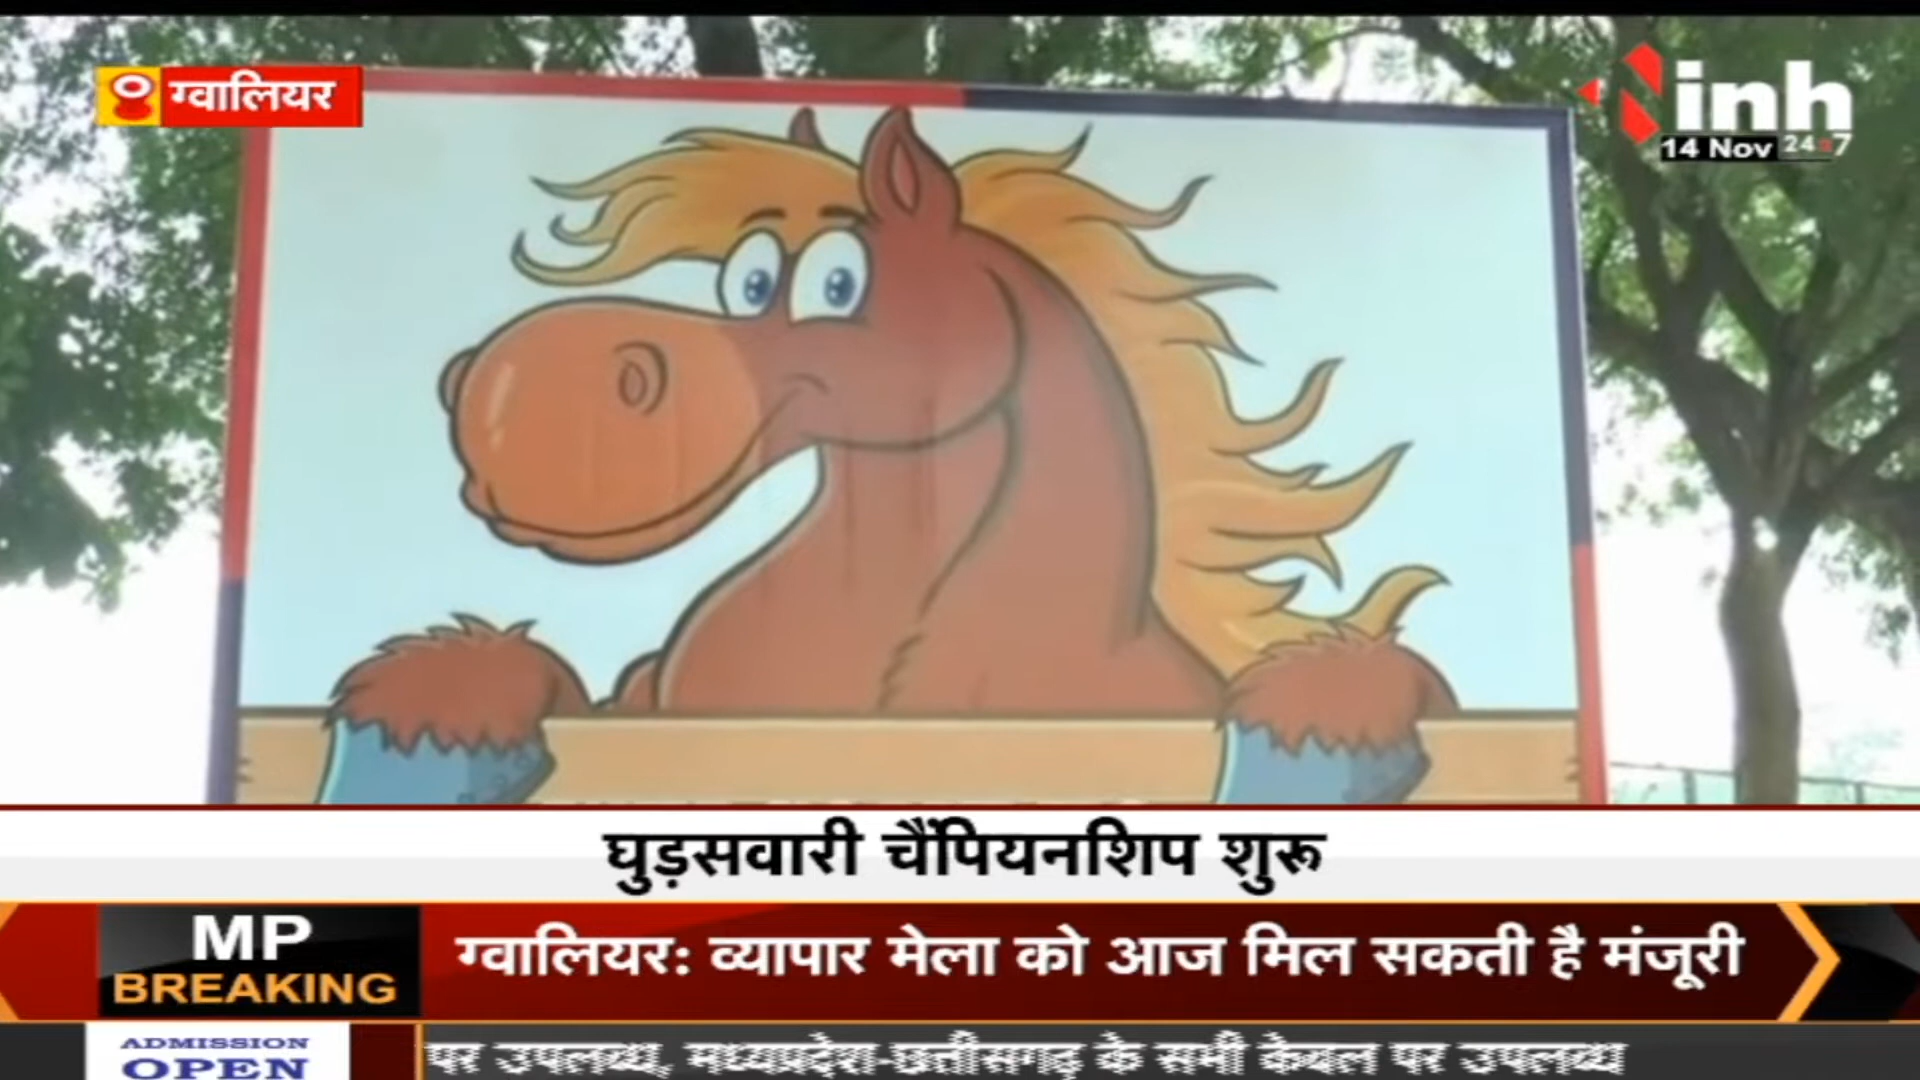 ग्वालियर
inh
14 Nov 24x7
घुड़सवारी चैंपियनशिप शुरू
MP
BREAKING
ग्वालियर: व्यापार मेला को आज मिल सकती है मंजूरी
ADMISSION
OPEN
पर उपलब्ध, मध्यप्रदेश-छत्तीसगढ़ के सभी केबल पर उपलब्ध